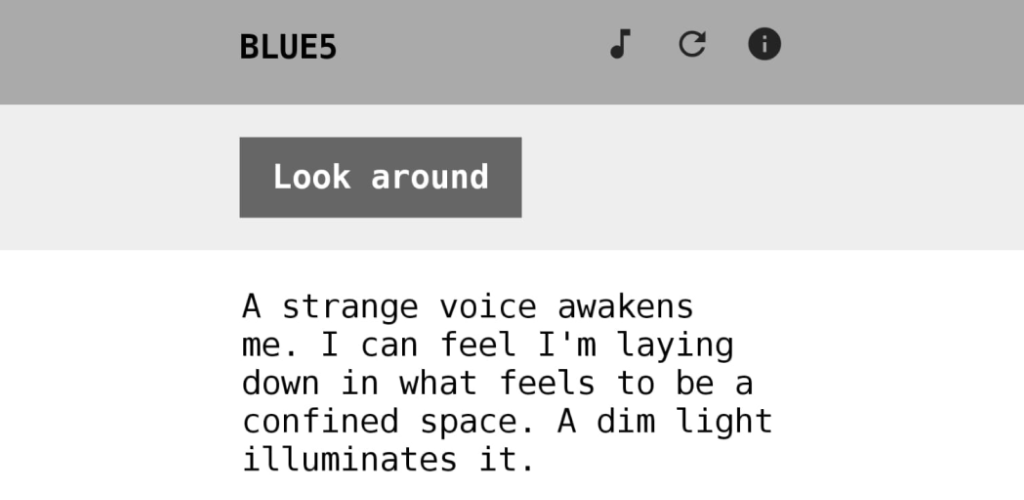 BLUE5
Look around
A strange voice awakens
me. I can feel I'm laying
down in what feels to be a
confined space. A dim light
illuminates it.